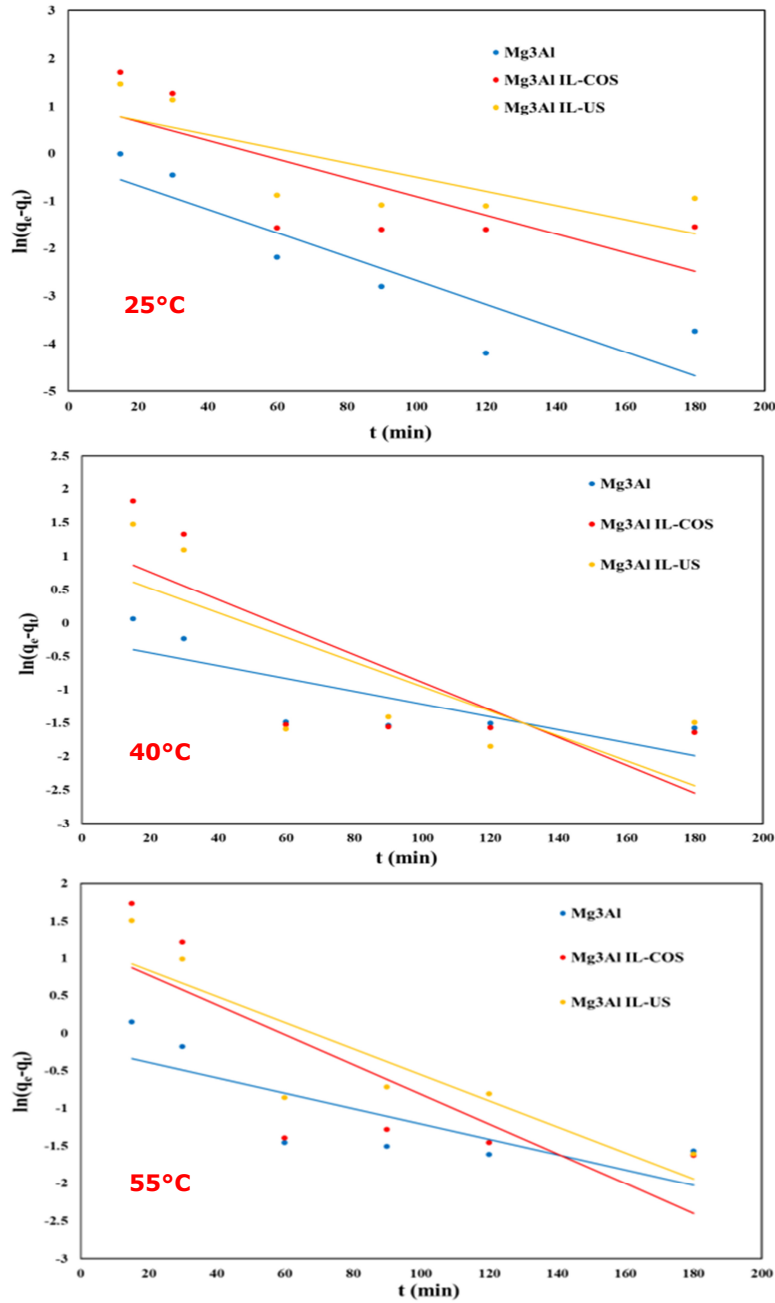 3
2
1
0
-1
-2
-3
-4
-5
ln(qe-qt)
Mg3Al
Mg3Al IL-COS
Mg3Al IL-US
25°C
0 20 40 60 80 100 120 140 160 180 200
t (min)
2.5
2
1.5
1
0.5
0
-0.5
-1
-1.5
-2
-2.5
-3
ln(qe-qt)
Mg3Al
Mg3Al IL-COS
Mg3Al IL-US
40°C
0 20 40 60 80 100 120 140 160 180 200
t (min)
2
1.5
1
0.5
0
-0.5
-1
-1.5
-2
-2.5
-3
ln(qe-qt)
Mg3Al
Mg3Al IL-COS
Mg3Al IL-US
55°C
0 20 40 60 80 100 120 140 160 180 200
t (min)